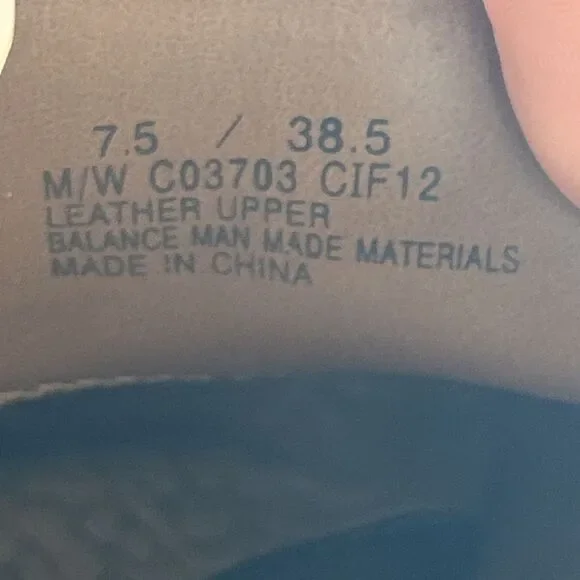 7.5 / 38.5
M/W C03703 CIF12
LEATHER UPPER
BALANCE MAN MADE MATERIALS
MADE IN CHINA